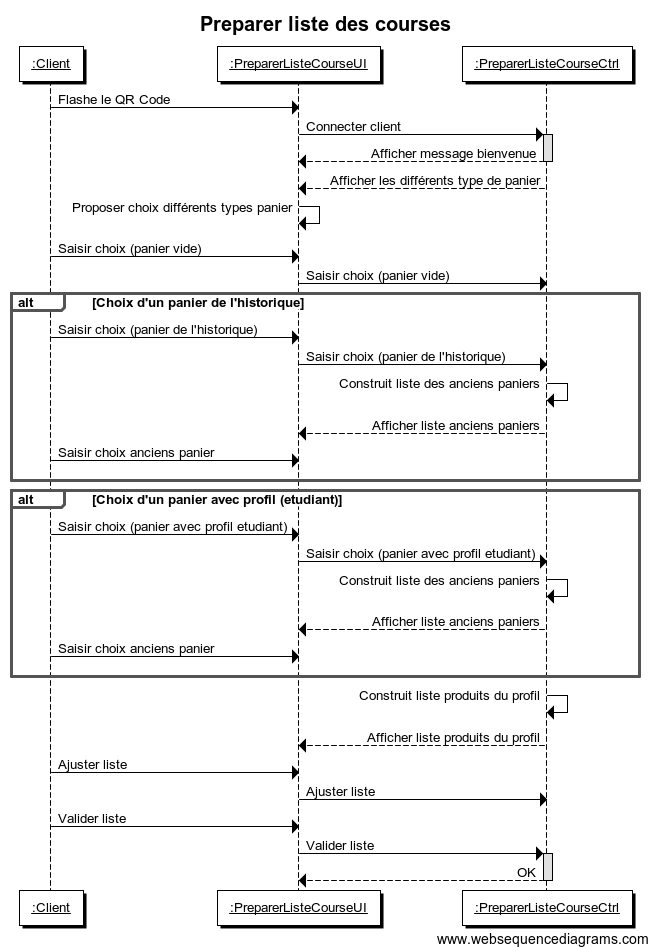 Preparer liste des courses
:Client
:PreparerListeCourseUI
:PreparerListeCourseCtrl
Flashe le QR Code
Connecter client
Afficher message bienvenue
Afficher les différents type de panier
Proposer choix différents types panier
Saisir choix (panier vide)
Saisir choix (panier vide)
alt [Choix d'un panier de l'historique]
Saisir choix (panier de l'historique)
Saisir choix (panier de l'historique)
Construit liste des anciens paniers
Afficher liste anciens paniers
Saisir choix anciens panier
alt [Choix d'un panier avec profil (etudiant)]
Saisir choix (panier avec profil etudiant)
Saisir choix (panier avec profil etudiant)
Construit liste des anciens paniers
Afficher liste anciens paniers
Saisir choix anciens panier
Construit liste produits du profil
Afficher liste produits du profil
Ajuster liste
Ajuster liste
Valider liste
Valider liste
OK
:Client
:PreparerListeCourseUI
:PreparerListeCourseCtrl
www.websequencediagrams.com